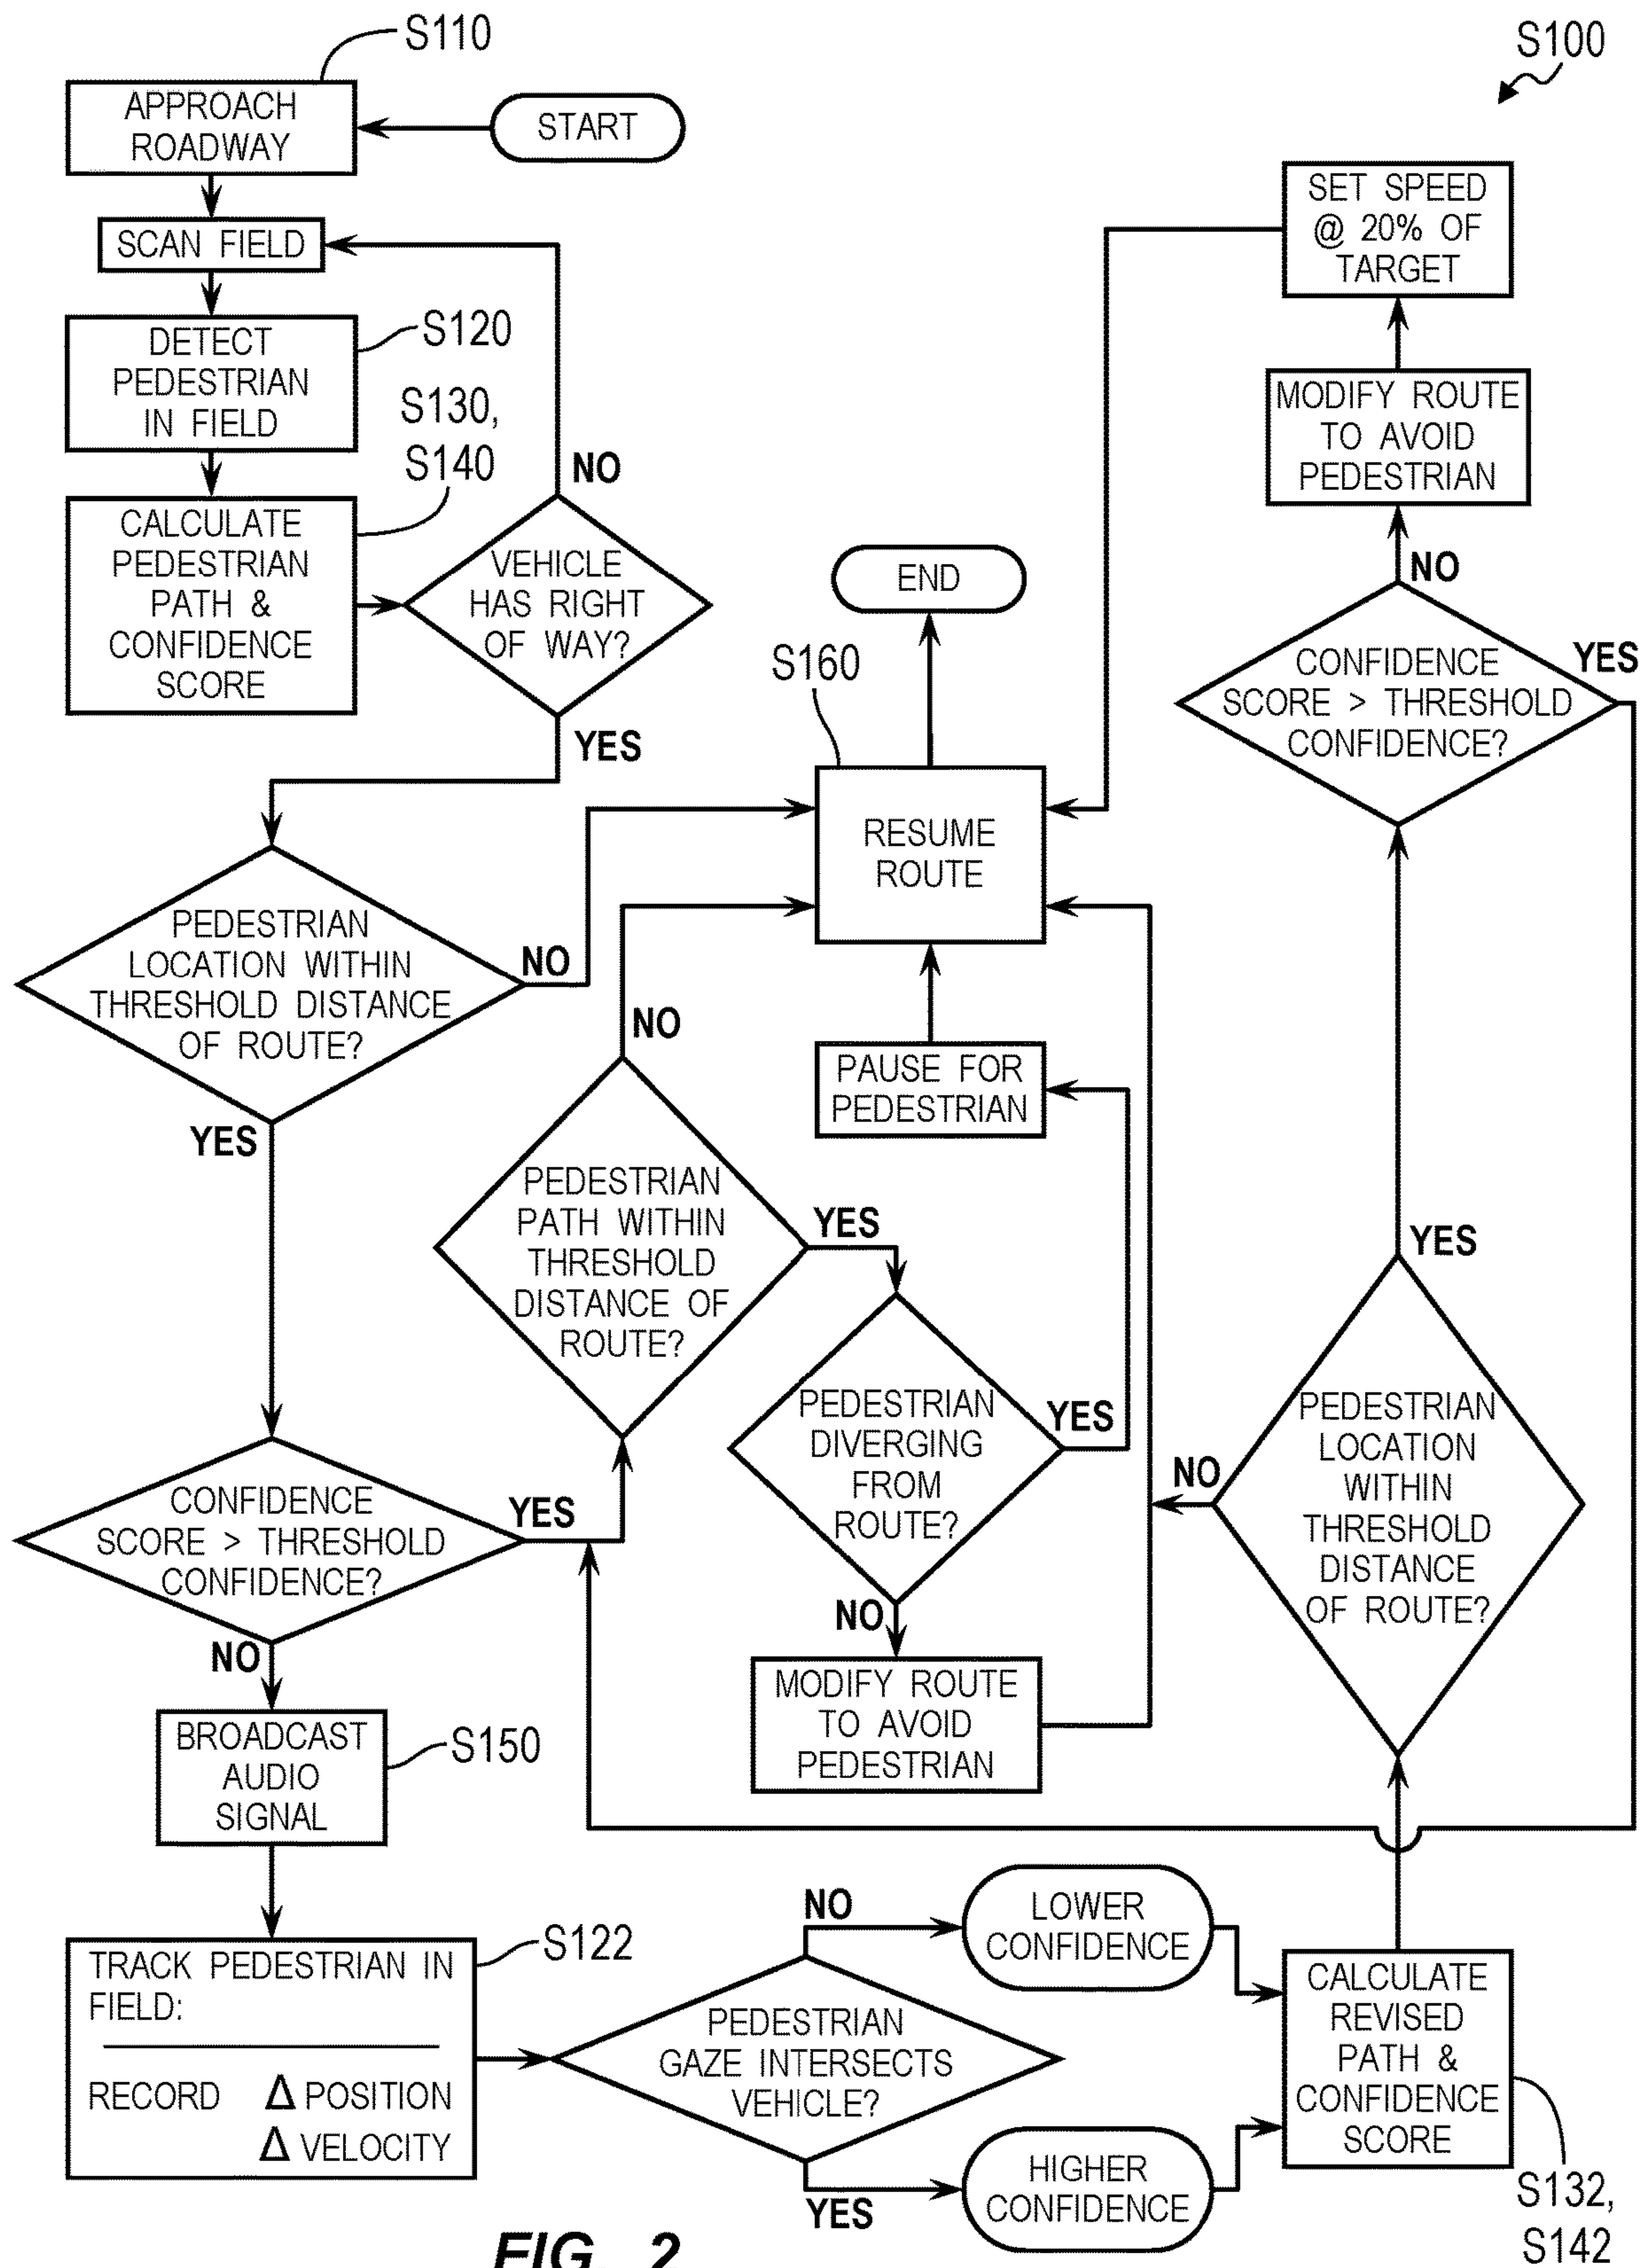 S110
S100
APPROACH
ROADWAY
START
SET SPEED
@ 20% OF
TARGET
SCAN FIELD
S120
DETECT
PEDESTRIAN
IN FIELD
S130,
S140
MODIFY ROUTE
TO AVOID
PEDESTRIAN
NO
CALCULATE
PEDESTRIAN
PATH &
CONFIDENCE
SCORE
VEHICLE
HAS RIGHT
OF WAY?
YES
END
NO
CONFIDENCE
SCORE > THRESHOLD
CONFIDENCE?
YES
S160
RESUME
ROUTE
PEDESTRIAN
LOCATION WITHIN
THRESHOLD DISTANCE
OF ROUTE?
NO
YES
NO
PAUSE FOR
PEDESTRIAN
PEDESTRIAN
PATH WITHIN
THRESHOLD
DISTANCE OF
ROUTE?
YES
YES
PEDESTRIAN
DIVERGING
FROM
ROUTE?
YES
NO
PEDESTRIAN
LOCATION
WITHIN
THRESHOLD
DISTANCE
OF ROUTE?
NO
CONFIDENCE
SCORE > THRESHOLD
CONFIDENCE?
YES
NO
MODIFY ROUTE
TO AVOID
PEDESTRIAN
BROADCAST
AUDIO
SIGNAL
S150
TRACK PEDESTRIAN IN
FIELD:
RECORD Δ POSITION
Δ VELOCITY
S122
PEDESTRIAN
GAZE INTERSECTS
VEHICLE?
NO
LOWER
CONFIDENCE
YES
HIGHER
CONFIDENCE
CALCULATE
REVISED
PATH &
CONFIDENCE
SCORE
S132,
S142
FIG. 2